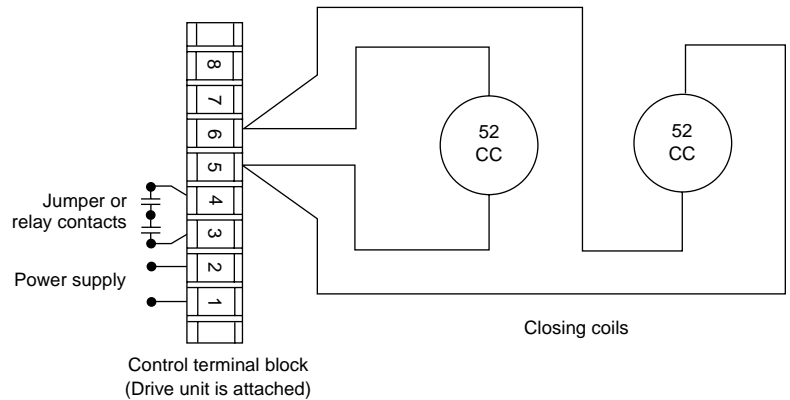 8
7
6
5
4
3
2
1
Jumper or
relay contacts
Power supply
52
CC
52
CC
Closing coils
Control terminal block
(Drive unit is attached)